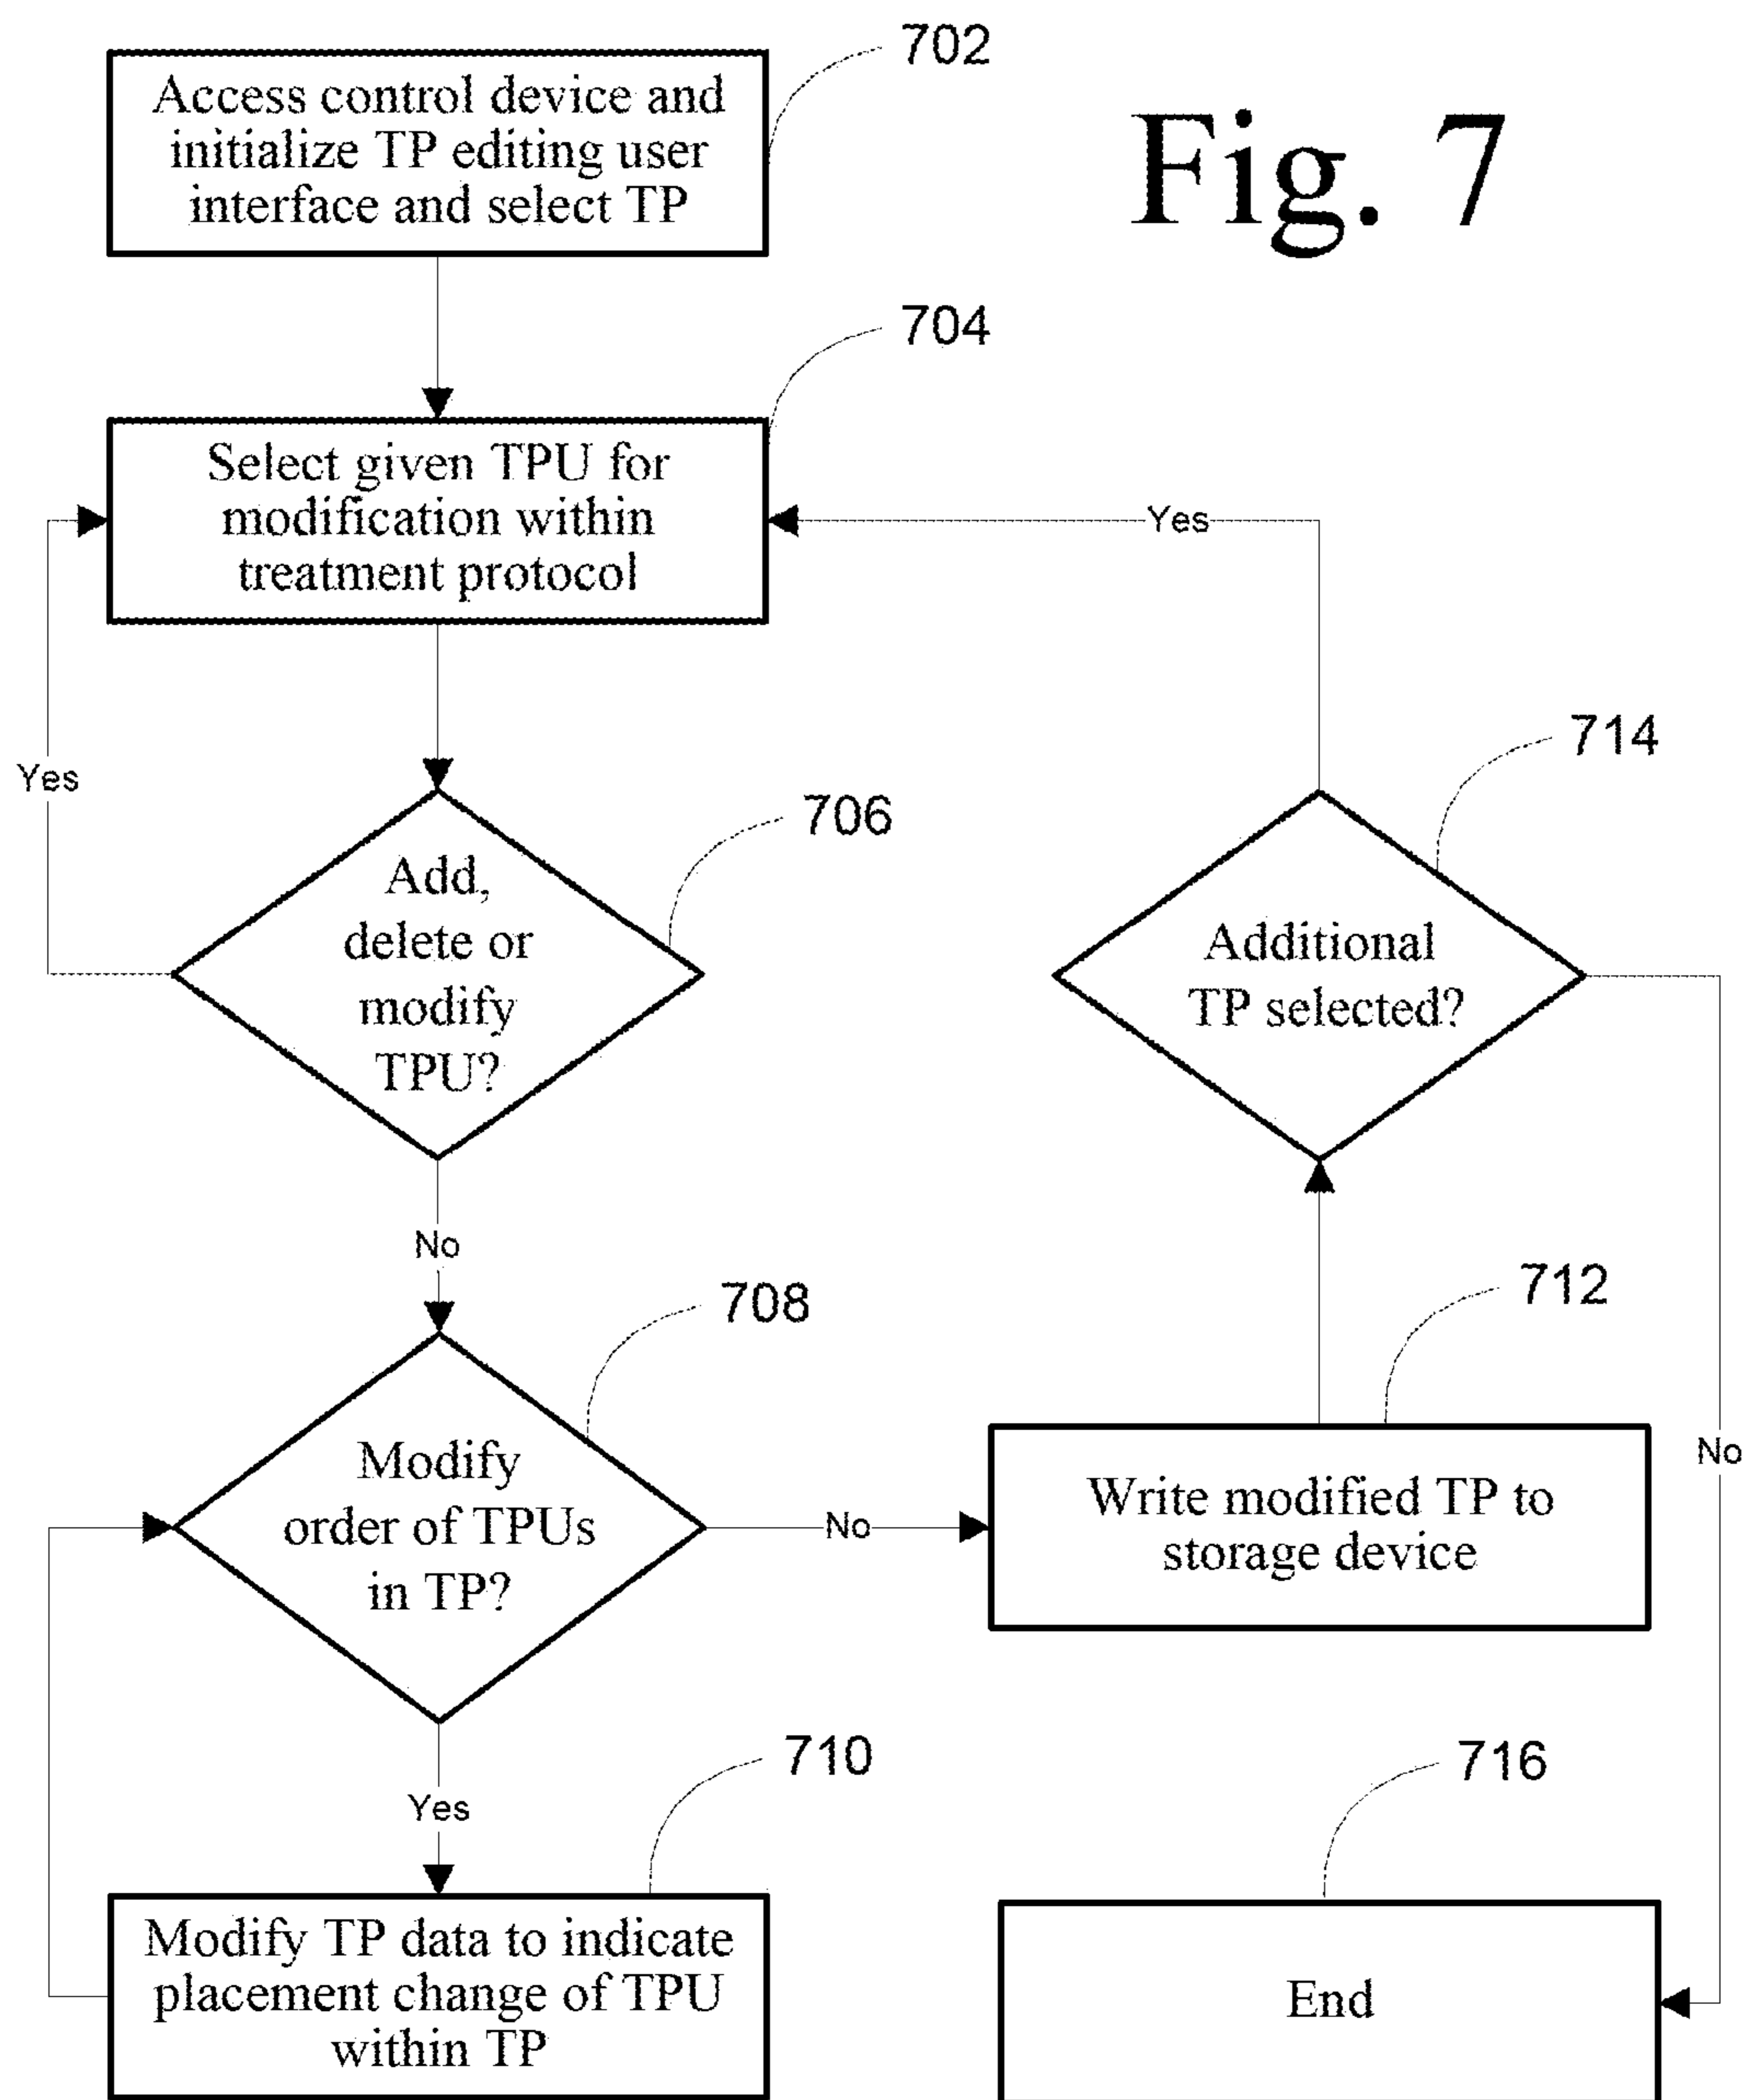 702
Access control device and
initialize TP editing user
interface and select TP
Fig. 7
704
Select given TPU for
modification within
treatment protocol
Yes
Yes
706
Add,
delete or
modify
TPU?
714
Additional
TP selected?
No
708
Modify
order of TPUs
in TP?
No
712
Write modified TP to
storage device
No
Yes
710
Modify TP data to indicate
placement change of TPU
within TP
716
End